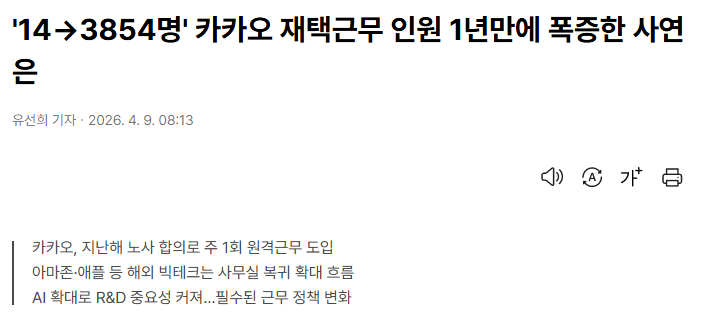 '14→3854명' 카카오 재택근무 인원 1년만에 폭증한 사연
은
유선희 기자 · 2026. 4. 9. 08:13
가+
카카오, 지난해 노사 합의로 주 1회 원격근무 도입
아마존·애플 등 해외 빅테크는 사무실 복귀 확대 흐름
AI 확대로 R&D 중요성 커져…필수된 근무 정책 변화